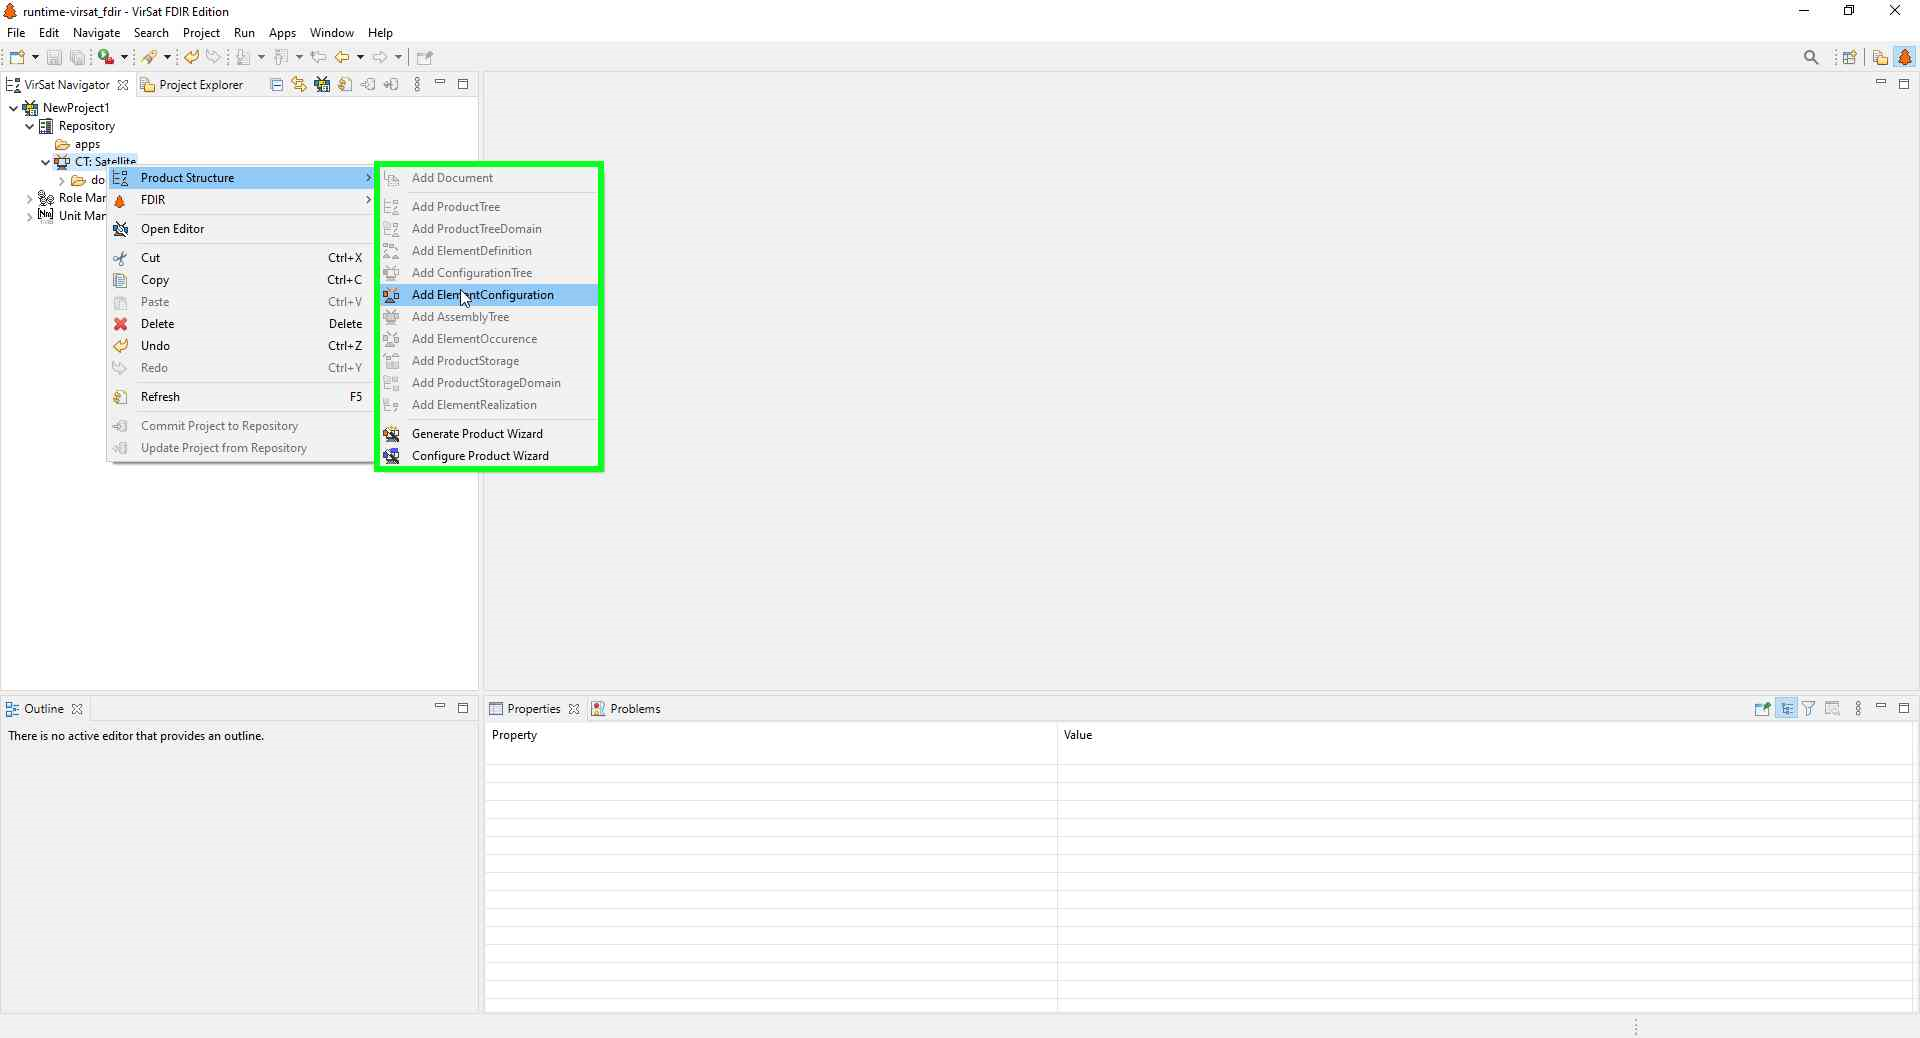 runtime-virsat_fdir - VirSat FDIR Edition
File Edit Navigate Search Project Run Apps Window Help
VirSat Navigator Project Explorer
NewProject1
Repository
apps
CT: Satellite
do
Role Mar
Unit Mar
Product Structure
FDIR
Open Editor
Cut Ctrl+X
Copy Ctrl+C
Paste Ctrl+V
Delete Delete
Undo Ctrl+Z
Redo Ctrl+Y
Refresh F5
Commit Project to Repository
Update Project from Repository
Add Document
Add ProductTree
Add ProductTreeDomain
Add ElementDefinition
Add ConfigurationTree
Add ElementConfiguration
Add AssemblyTree
Add ElementOccurence
Add ProductStorage
Add ProductStorageDomain
Add ElementRealization
Generate Product Wizard
Configure Product Wizard
Outline
There is no active editor that provides an outline.
Properties Problems
Property Value